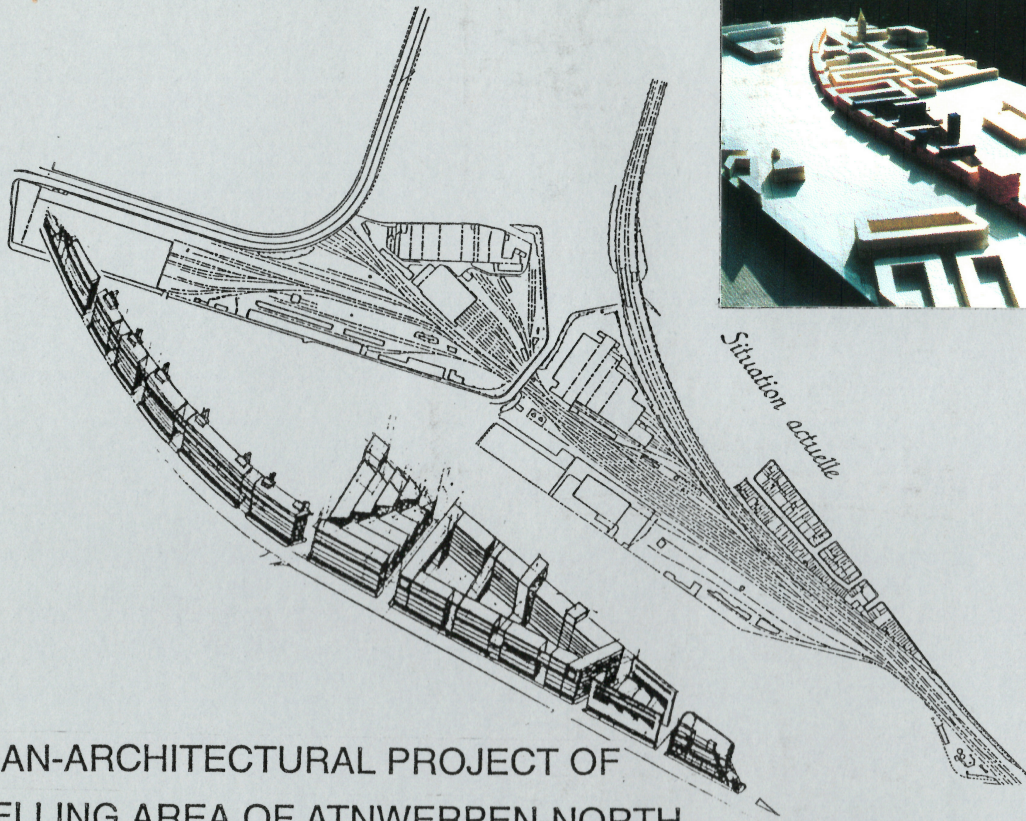 Situation actuelle
AN-ARCHITECTURAL PROJECT OF
ELLING AREA OF ATNWERPEN NORTH